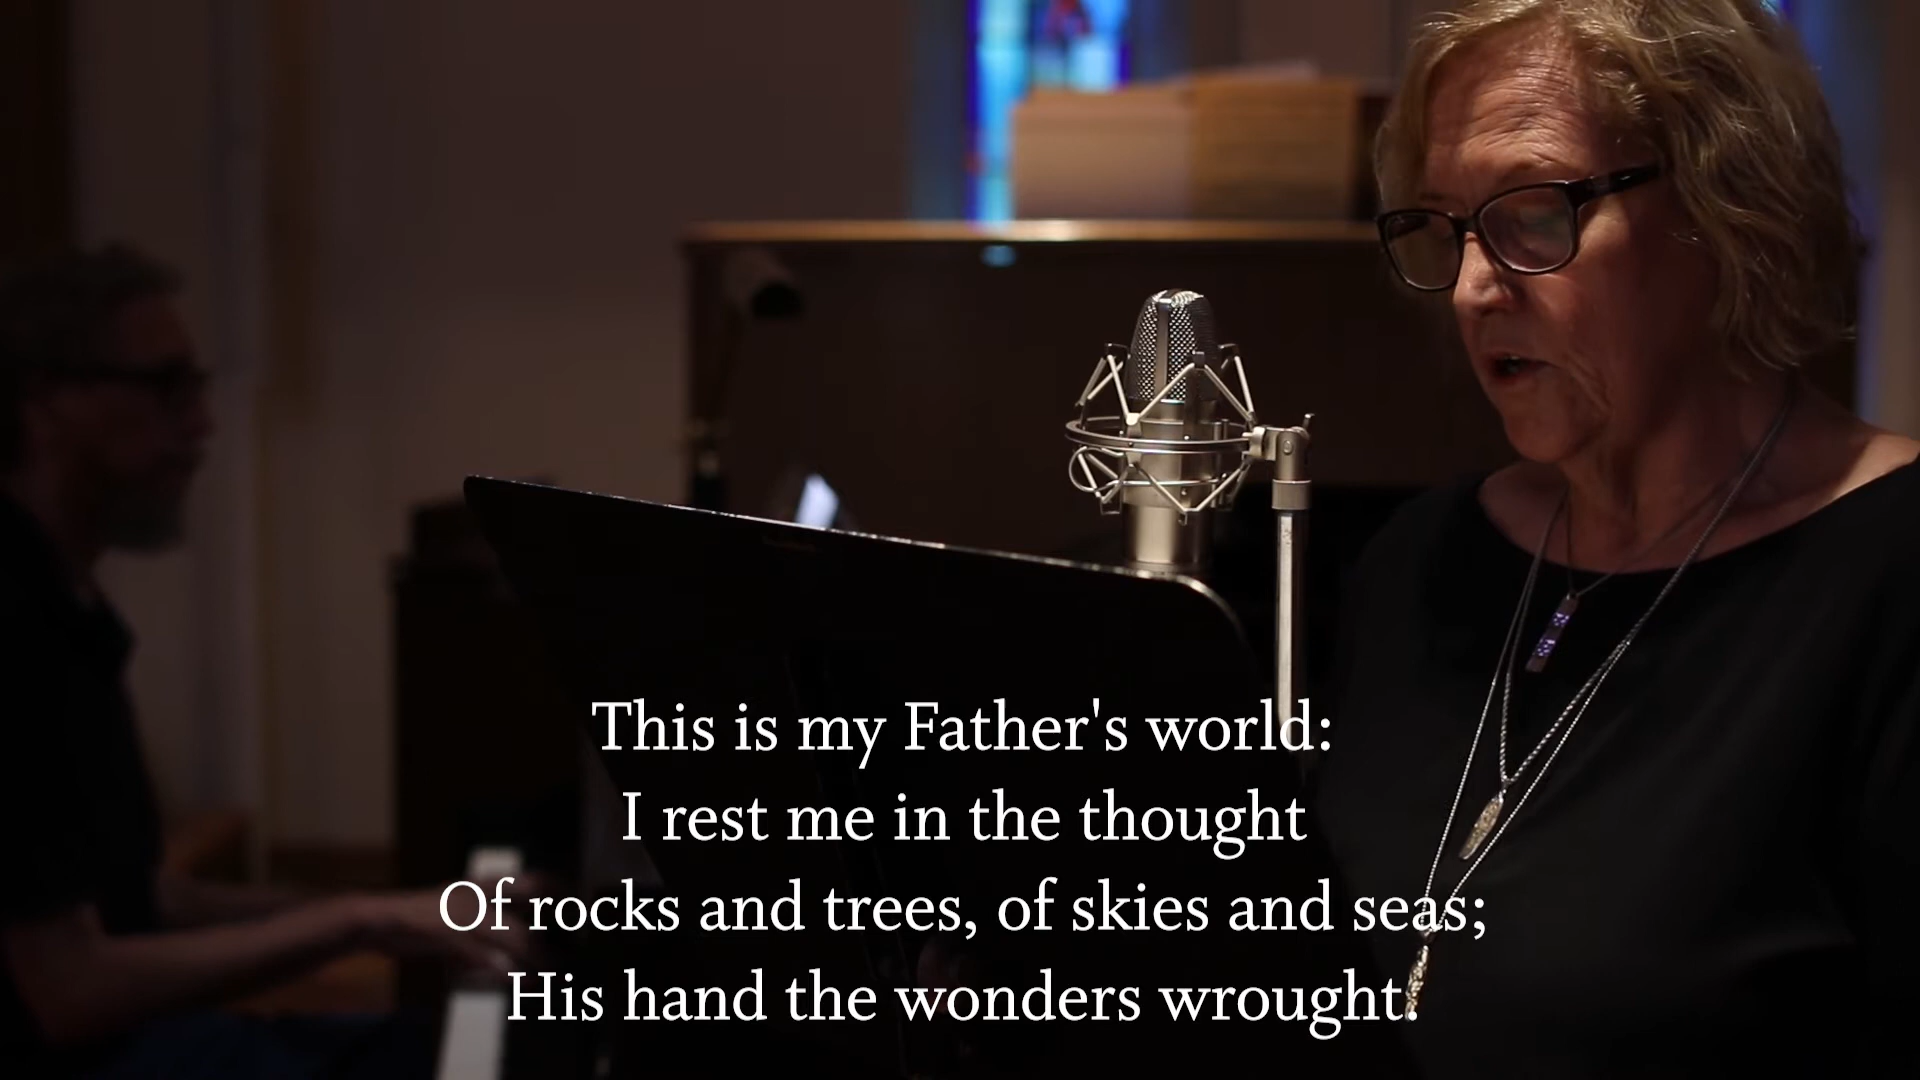 This is my Father's world:
I rest me in the thought
Of rocks and trees, of skies and seas;
His hand the wonders wrought.